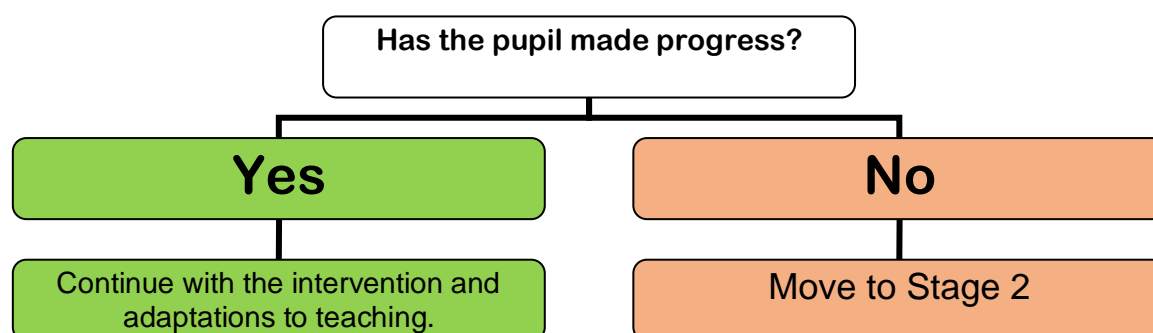 Has the pupil made progress?
Yes
No
Continue with the intervention and
adaptations to teaching.
Move to Stage 2